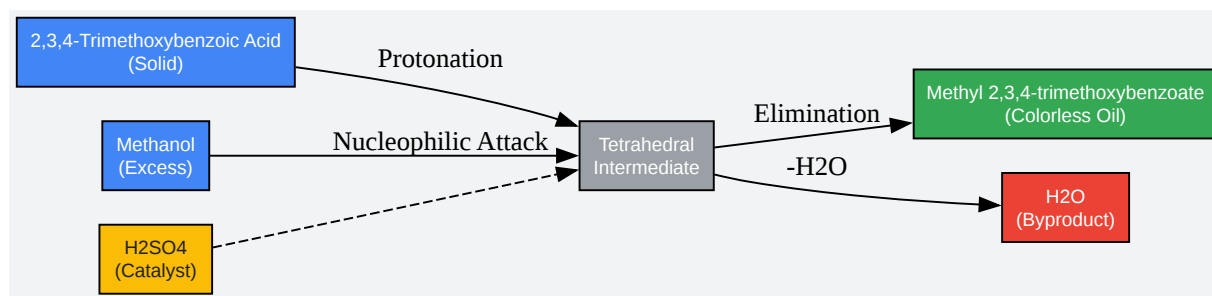 2,3,4-Trimethoxybenzoic Acid
(Solid)
Protonation
Methanol
(Excess)
Nucleophilic Attack
H2SO4
(Catalyst)
Tetrahedral
Intermediate
Elimination
-H2O
Methyl 2,3,4-trimethoxybenzoate
(Colorless Oil)
H2O
(Byproduct)